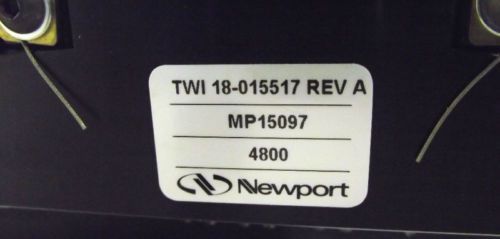 TWI 18-015517 REV A
MP15097
4800
Newport